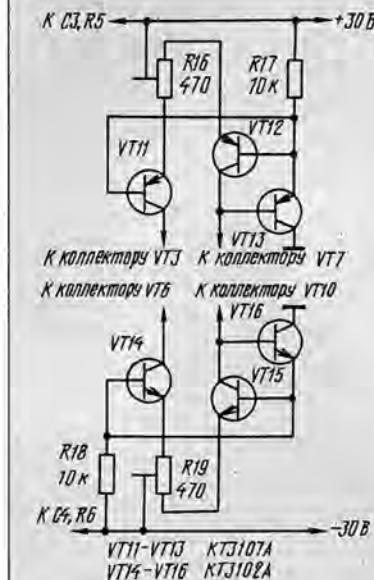 К С3, R5 +30 В
R16 470
R17 10 к
VT12
VT11
VT13
К коллектору VT3 К коллектору VT7
К коллектору VT6 К коллектору VT10
VT16
VT14
VT15
R18 10 к
R19 470
К С4, R6 -30 В
VT11-VT13 КТ3107А
VT14-VT16 КТ3102А